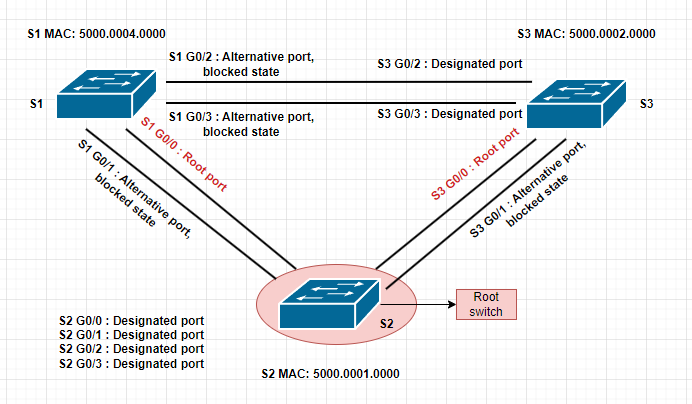 S1 MAC: 5000.0004.0000
S3 MAC: 5000.0002.0000
S1 G0/2 : Alternative port,
blocked state
S3 G0/2 : Designated port
S1
S3
S1 G0/3 : Alternative port,
blocked state
S3 G0/3 : Designated port
S1 G0/0 : Root port
S1 G0/1 : Alternative port,
blocked state
S3 G0/0 : Root port
S3 G0/1 : Alternative port,
blocked state
Root
switch
S2
S2 G0/0 : Designated port
S2 G0/1 : Designated port
S2 G0/2 : Designated port
S2 G0/3 : Designated port
S2 MAC: 5000.0001.0000